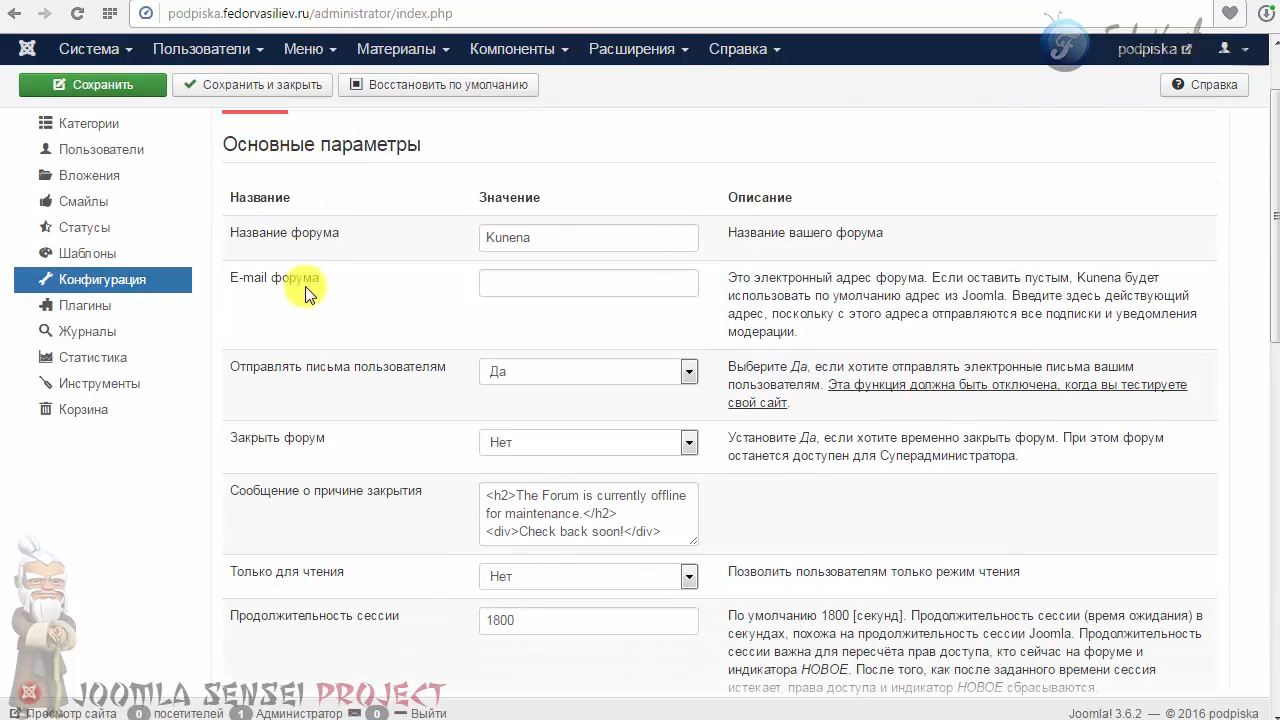 podpiska.fedorvasiliev.ru/administrator/index.php
Система Пользователи Меню Материалы Компоненты Расширения Справка podpiska
Сохранить Сохранить и закрыть Восстановить по умолчанию Справка
Категории
Пользователи
Вложения
Смайлы
Статусы
Шаблоны
Конфигурация
Плагины
Журналы
Статистика
Инструменты
Корзина
Основные параметры
Название Значение Описание
Название форума Kunena Название вашего форума
E-mail форума Это электронный адрес форума. Если оставить пустым, Kunena будет
использовать по умолчанию адрес из Joomla. Введите здесь действующий
адрес, поскольку с этого адреса отправляются все подписки и уведомления
модерации.
Отправлять письма пользователям Да Выберите Да, если хотите отправлять электронные письма вашим
пользователям. Эта функция должна быть отключена, когда вы тестируете
свой сайт.
Закрыть форум Нет Установите Да, если хотите временно закрыть форум. При этом форум
останется доступен для Суперадминистратора.
Сообщение о причине закрытия <h2>The Forum is currently offline
for maintenance.</h2>
<div>Check back soon!</div>
Только для чтения Нет Позволить пользователям только режим чтения
Продолжительность сессии 1800 По умолчанию 1800 [секунд]. Продолжительность сессии (время ожидания) в
секундах, похожа на продолжительность сессии Joomla. Продолжительность
сессии важна для пересчёта прав доступа, кто сейчас на форуме и
индикатора НОВОЕ. После того, как после заданного времени сессия
истекает, права доступа и индикатор НОВОЕ сбрасываются.
JOOMLA SENSEI PROJECT
Просмотр сайта 0 посетителей 1 Администратор 0 Выйти Joomla! 3.6.2 — © 2016 podpiska